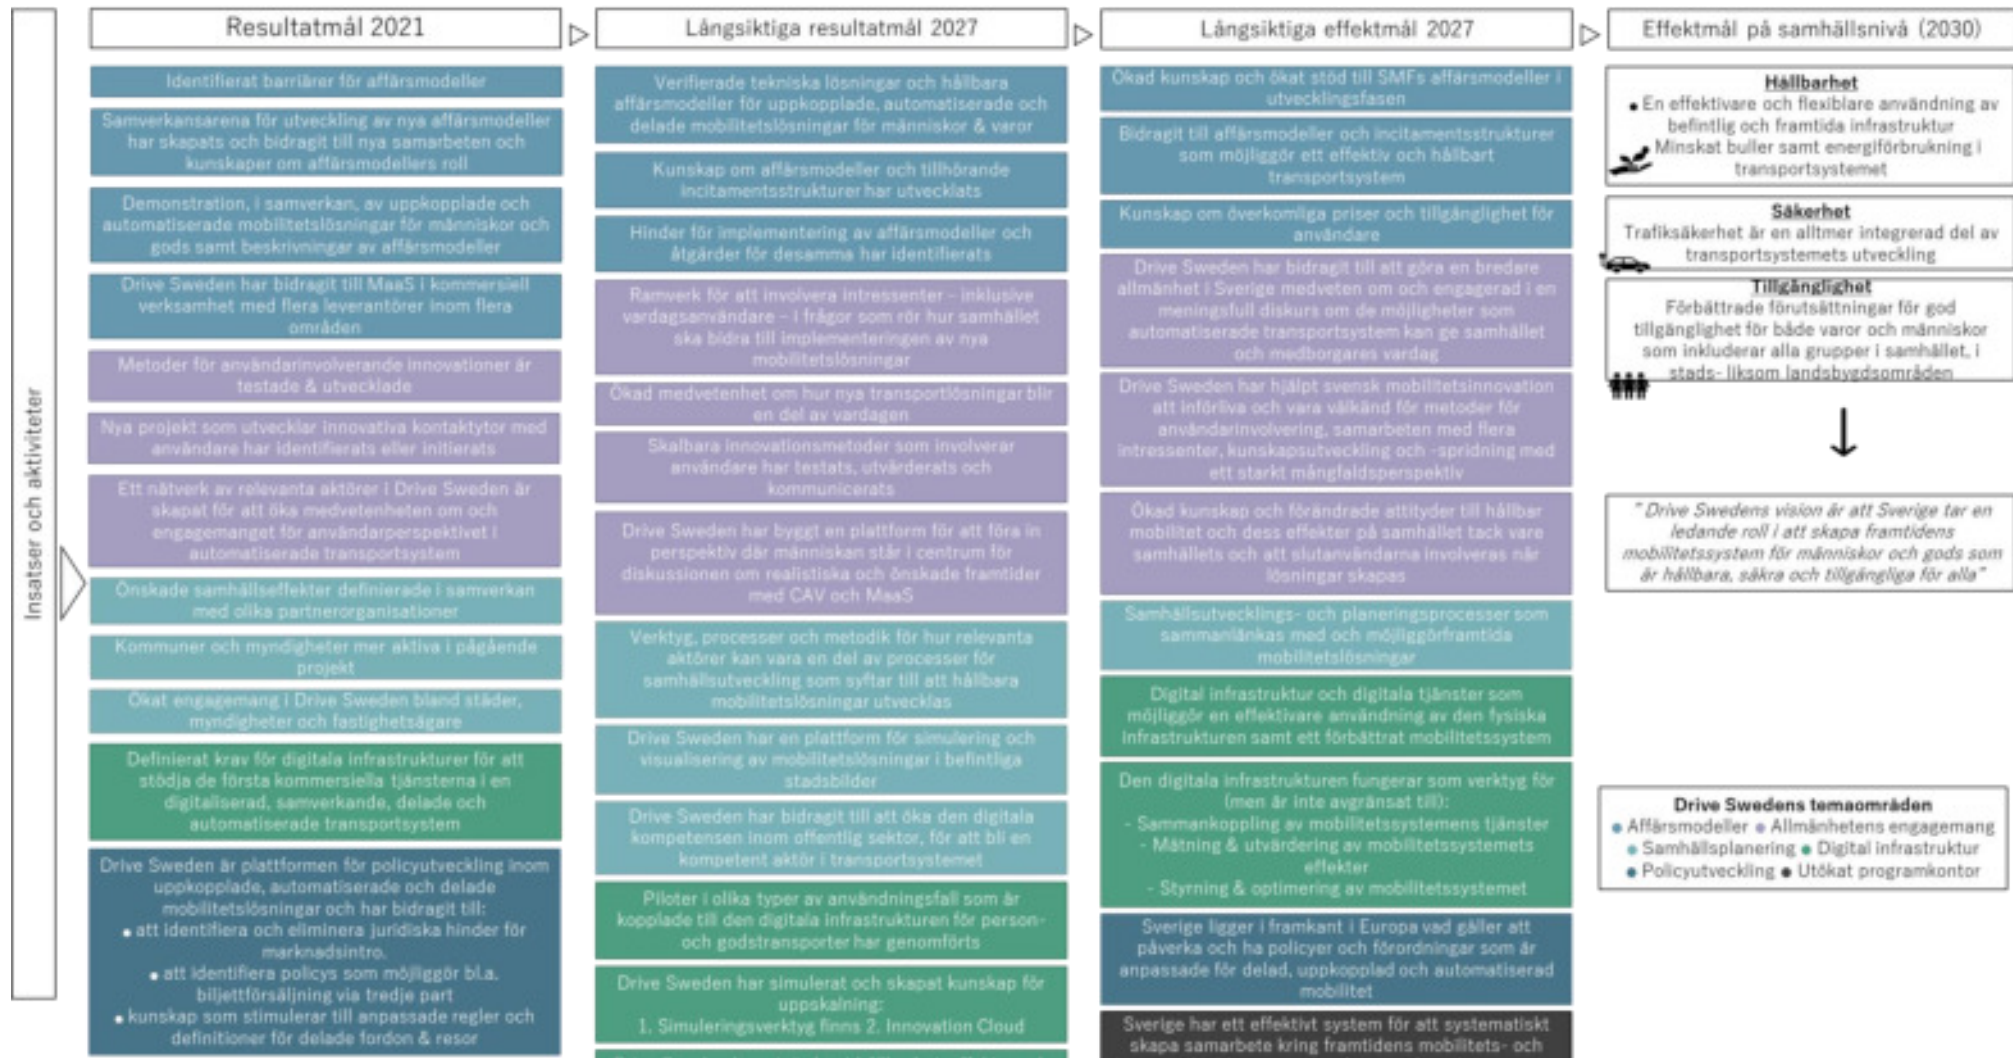 Insatser och aktiviteter
Resultatmål 2021
Identifierat barriärer för affärsmodeller
Samverkansarena för utveckling av nya affärsmodeller
har skapats och bidragit till nya samarbeten och
kunskaper om affärsmodellers roll
Demonstration, i samverkan, av uppkopplade och
automatiserade mobilitetslösningar för människor och
gods samt beskrivningar av affärsmodeller
Drive Sweden har bidragit till MaaS i kommersiell
verksamhet med flera leverantörer inom flera
områden
Metoder för användarinvolverande innovationer är
testade & utvecklade
Nya projekt som utvecklar innovativa kontaktytor med
användare har identifierats eller initierats
Ett nätverk av relevanta aktörer i Drive Sweden är
skapat för att öka medvetenheten om och
engagemanget för användarperspektivet i
automatiserade transportsystem
Önskade samhällseffekter definierade i samverkan
med olika partnerorganisationer
Kommuner och myndigheter mer aktiva i pågående
projekt
Ökat engagemang i Drive Sweden bland städer,
myndigheter och fastighetsägare
Definierat krav för digitala infrastrukturer för att
stödja de första kommersiella tjänsterna i en
digitaliserad, samverkande, delade och
automatiserade transportsystem
Drive Sweden är plattformen för policyutveckling inom
uppkopplade, automatiserade och delade
mobilitetslösningar och har bidragit till:
• att identifiera och eliminera juridiska hinder för
marknadsintro.
• att identifiera policys som möjliggör bl.a.
biljettförsäljning via tredje part
• kunskap som stimulerar till anpassade regler och
definitioner för delade fordon & resor
Långsiktiga resultatmål 2027
Verifierade tekniska lösningar och hållbara
affärsmodeller för uppkopplade, automatiserade och
delade mobilitetslösningar för människor & varor
Kunskap om affärsmodeller och tillhörande
incitamentsstrukturer har utvecklats
Hinder för implementering av affärsmodeller och
åtgärder för desamma har identifierats
Ramverk för att involvera intressenter – inklusive
vardagsanvändare – i frågor som rör hur samhället
ska bidra till implementeringen av nya
mobilitetslösningar
Ökad medvetenhet om hur nya transportlösningar blir
en del av vardagen
Skalbara innovationsmetoder som involverar
användare har testats, utvärderats och
kommunicerats
Drive Sweden har byggt en plattform för att föra in
perspektiv där människan står i centrum för
diskussionen om realistiska och önskade framtider
med CAV och MaaS
Verktyg, processer och metodik för hur relevanta
aktörer kan vara en del av processer för
samhällsutveckling som syftar till att hållbara
mobilitetslösningar utvecklas
Drive Sweden har en plattform för simulering och
visualisering av mobilitetslösningar i befintliga
stadsbilder
Drive Sweden har bidragit till att öka den digitala
kompetensen inom offentlig sektor, för att bli en
kompetent aktör i transportsystemet
Piloter i olika typer av användningsfall som är
kopplade till den digitala infrastrukturen för person-
och godstransporter har genomförts
Drive Sweden har simulerat och skapat kunskap för
uppskalning:
1. Simuleringsverktyg finns 2. Innovation Cloud
Långsiktiga effektmål 2027
Ökad kunskap och ökat stöd till SMFs affärsmodeller i
utvecklingsfasen
Bidragit till affärsmodeller och incitamentsstrukturer
som möjliggör ett effektiv och hållbart
transportsystem
Kunskap om överkomliga priser och tillgänglighet för
användare
Drive Sweden har bidragit till att göra en bredare
allmänhet i Sverige medveten om och engagerad i en
meningsfull diskurs om de möjligheter som
automatiserade transportsystem kan ge samhället
och medborgares vardag
Drive Sweden har hjälpt svensk mobilitetsinnovation
att införliva och vara välkänd för metoder för
användarinvolvering, samarbeten med flera
intressenter, kunskapsutveckling och -spridning med
ett starkt mångfaldsperspektiv
Ökad kunskap och förändrade attityder till hållbar
mobilitet och dess effekter på samhället tack vare
samhällets och att slutanvändarna involveras när
lösningar skapas
Samhällsutvecklings- och planeringsprocesser som
sammanlänkas med och möjliggörframtida
mobilitetslösningar
Digital infrastruktur och digitala tjänster som
möjliggör en effektivare användning av den fysiska
infrastrukturen samt ett förbättrat mobilitetssystem
Den digitala infrastrukturen fungerar som verktyg för
(men är inte avgränsat till):
- Sammankoppling av mobilitetssystemens tjänster
- Mätning & utvärdering av mobilitetssystemets
effekter
- Styrning & optimering av mobilitetssystemet
Sverige ligger i framkant i Europa vad gäller att
påverka och ha policyer och förordningar som är
anpassade för delad, uppkopplad och automatiserad
mobilitet
Sverige har ett effektivt system för att systematiskt
skapa samarbete kring framtidens mobilitets- och
Effektmål på samhällsnivå (2030)
Hållbarhet
• En effektivare och flexiblare användning av
befintlig och framtida infrastruktur
Minskat buller samt energiförbrukning i
transportsystemet
Säkerhet
Trafiksäkerhet är en alltmer integrerad del av
transportsystemets utveckling
Tillgänglighet
Förbättrade förutsättningar för god
tillgänglighet för både varor och människor
som inkluderar alla grupper i samhället, i
stads- liksom landsbygdsområden
" Drive Swedens vision är att Sverige tar en
ledande roll i att skapa framtidens
mobilitetssystem för människor och gods som
är hållbara, säkra och tillgängliga för alla"
Drive Swedens temaområden
• Affärsmodeller • Allmänhetens engagemang
• Samhällsplanering • Digital infrastruktur
• Policyutveckling • Utökat programkontor